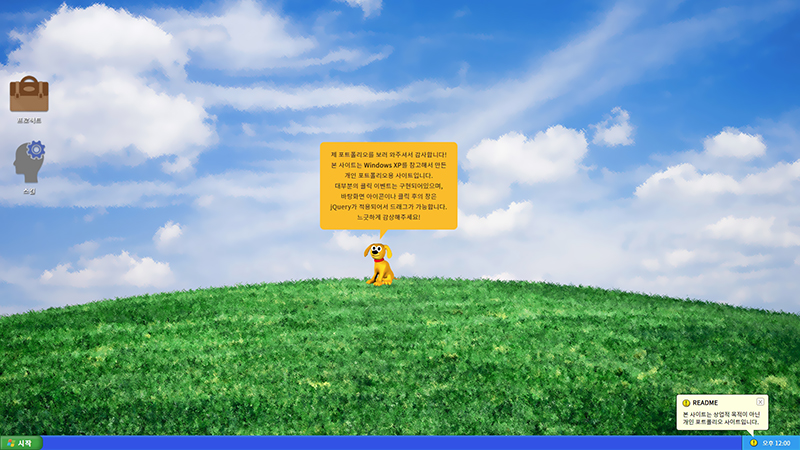 프로젝트
스킬
제 포트폴리오를 보러 와주셔서 감사합니다!
본 사이트는 Windows XP를 참고해서 만든
개인 포트폴리오용 사이트입니다.
대부분의 클릭 이벤트는 구현되어있으며,
바탕화면 아이콘이나 클릭 후의 창은
jQuery가 적용되어서 드래그가 가능합니다.
느긋하게 감상해주세요!
README
본 사이트는 상업적 목적이 아닌
개인 포트폴리오 사이트입니다.
시작
오후 12:00